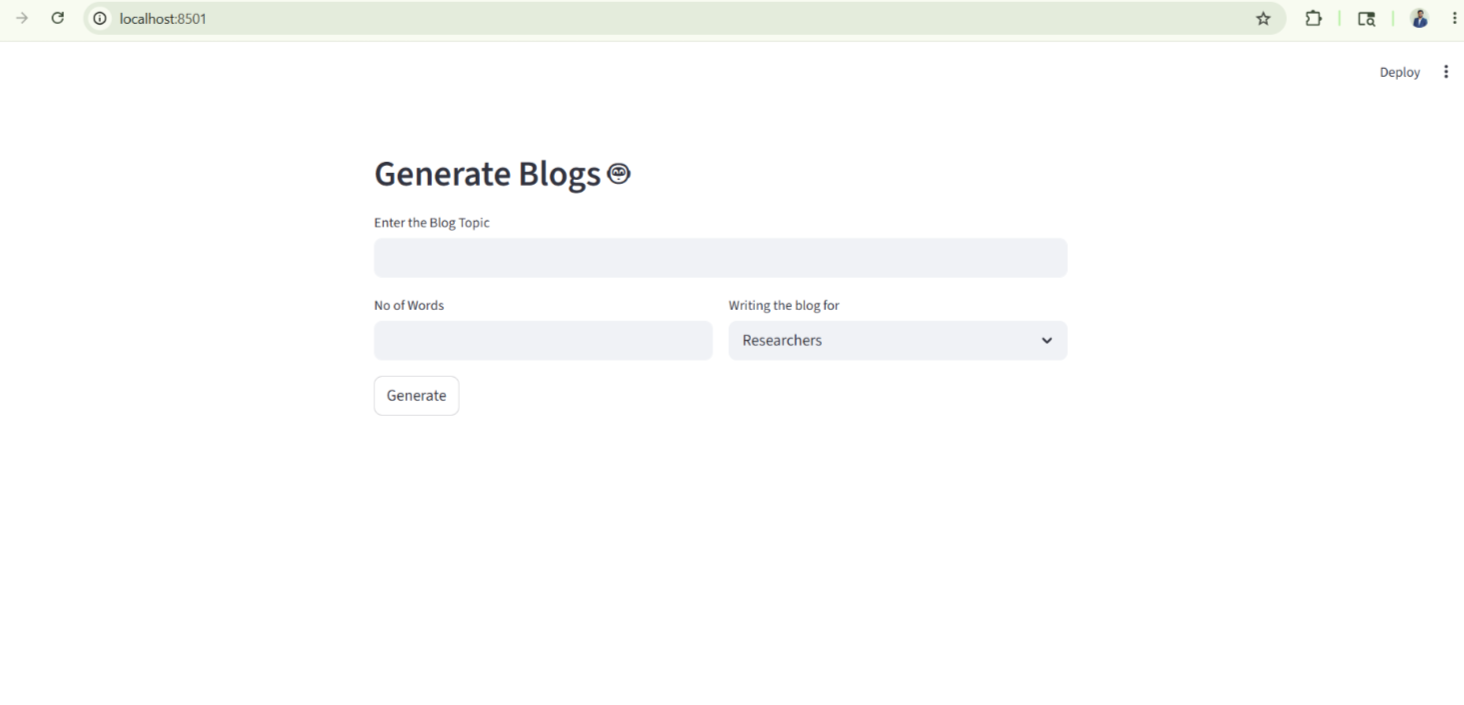 localhost:8501
Deploy
Generate Blogs
Enter the Blog Topic
No of Words
Writing the blog for
Researchers
Generate